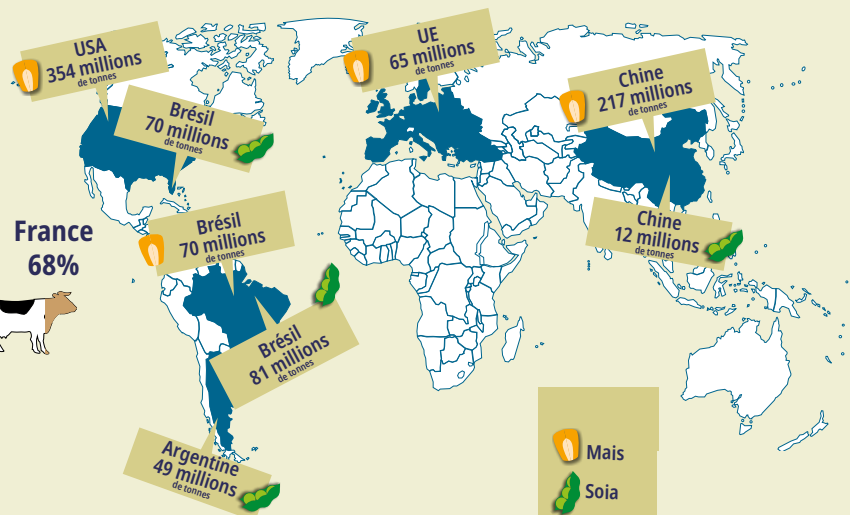 USA
354 millions
de tonnes
Brésil
70 millions
de tonnes
UE
65 millions
de tonnes
Chine
217 millions
de tonnes
Chine
12 millions
de tonnes
France
68%
Brésil
70 millions
de tonnes
Brésil
81 millions
de tonnes
Argentine
49 millions
de tonnes
Mais
Soia